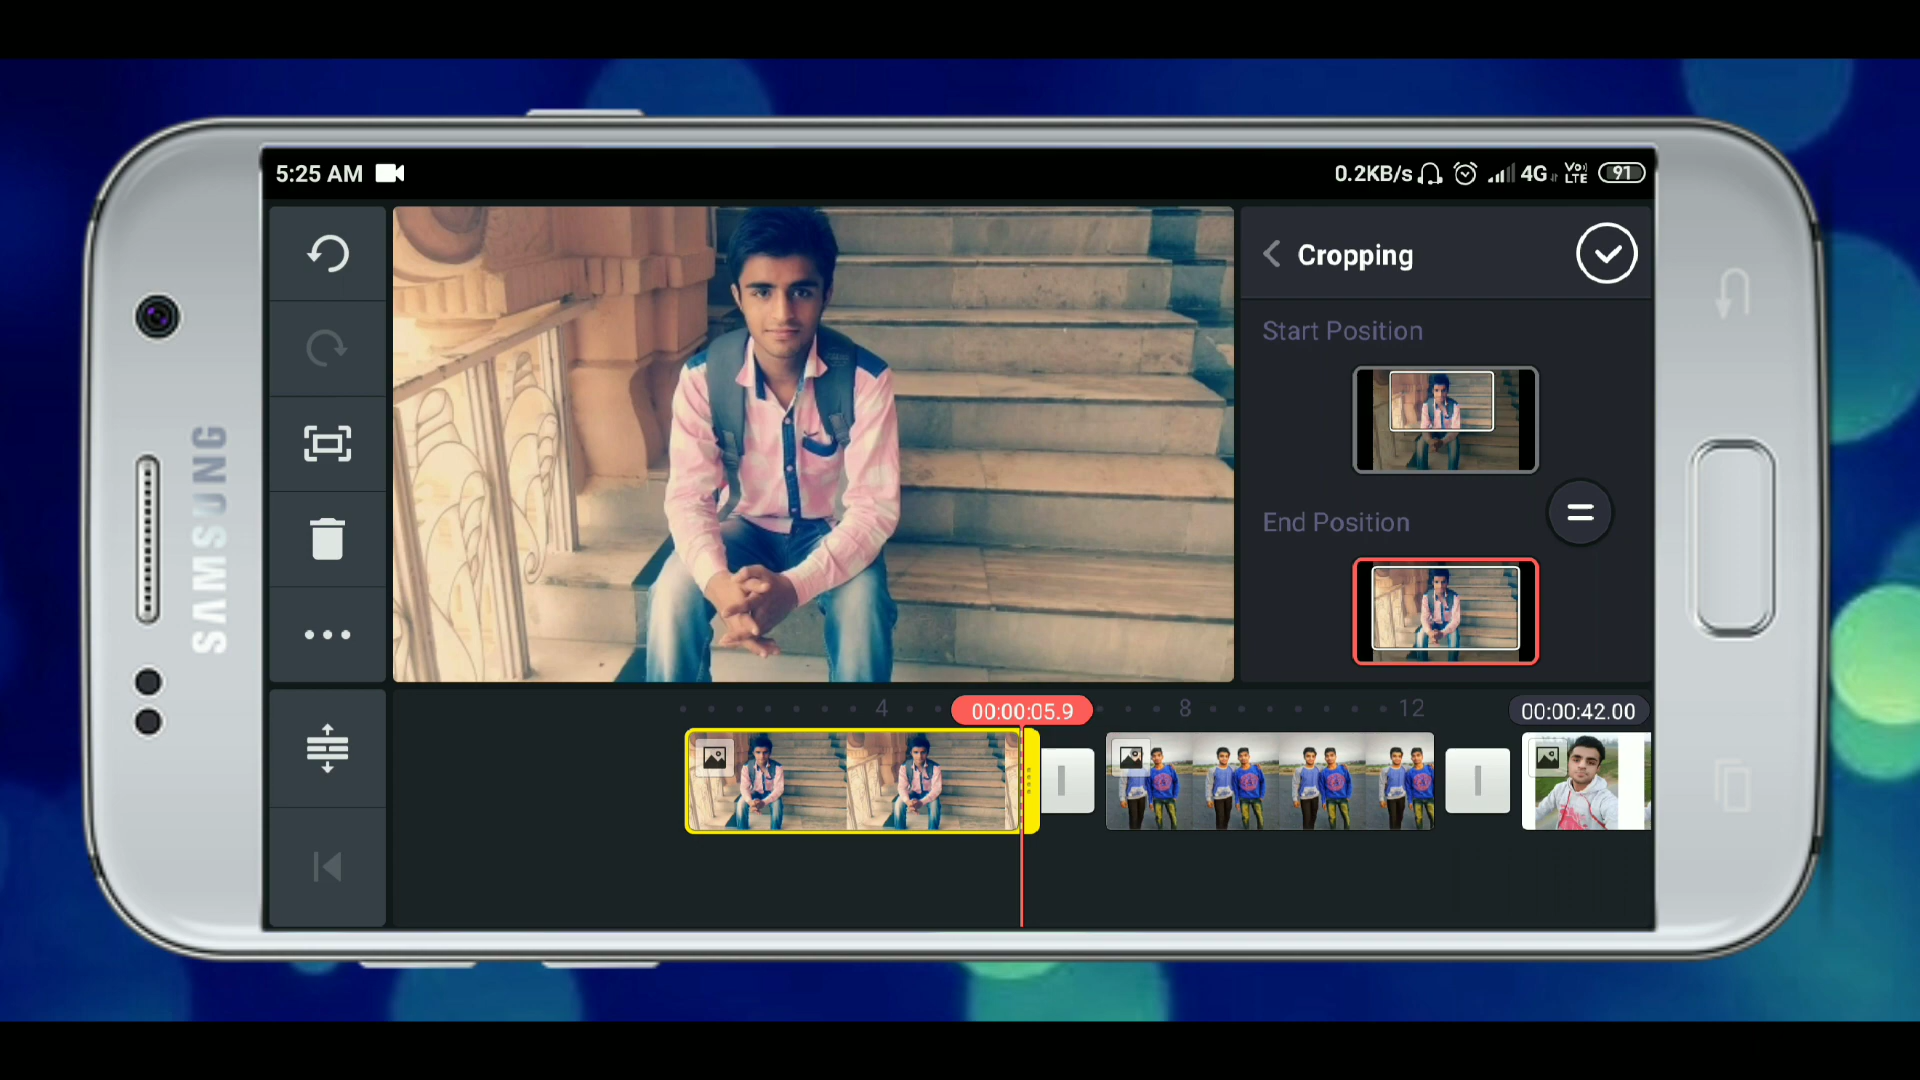 5:25 AM
0.2KB/s 4G Vo) LTE 91
Cropping
Start Position
End Position
SAMSUNG
4 00:00:05.9 8 12 00:00:42.00